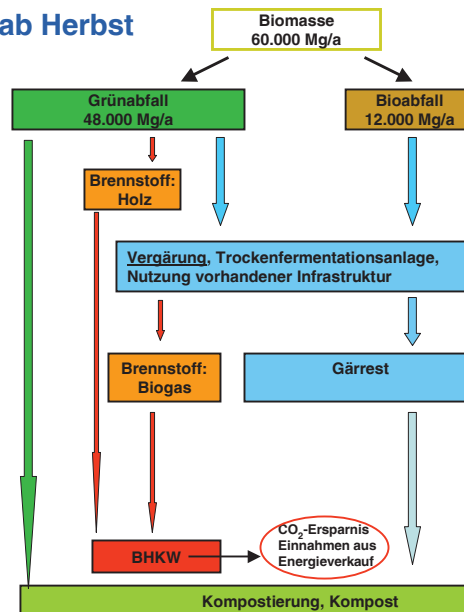 ab Herbst
Biomasse
60.000 Mg/a
Grünabfall
48.000 Mg/a
Bioabfall
12.000 Mg/a
Brennstoff:
Holz
Vergärung, Trockenfermentationsanlage,
Nutzung vorhandener Infrastruktur
Brennstoff:
Biogas
Gärrest
CO₂-Ersparnis
Einnahmen aus
Energieverkauf
BHKW
Kompostierung, Kompost